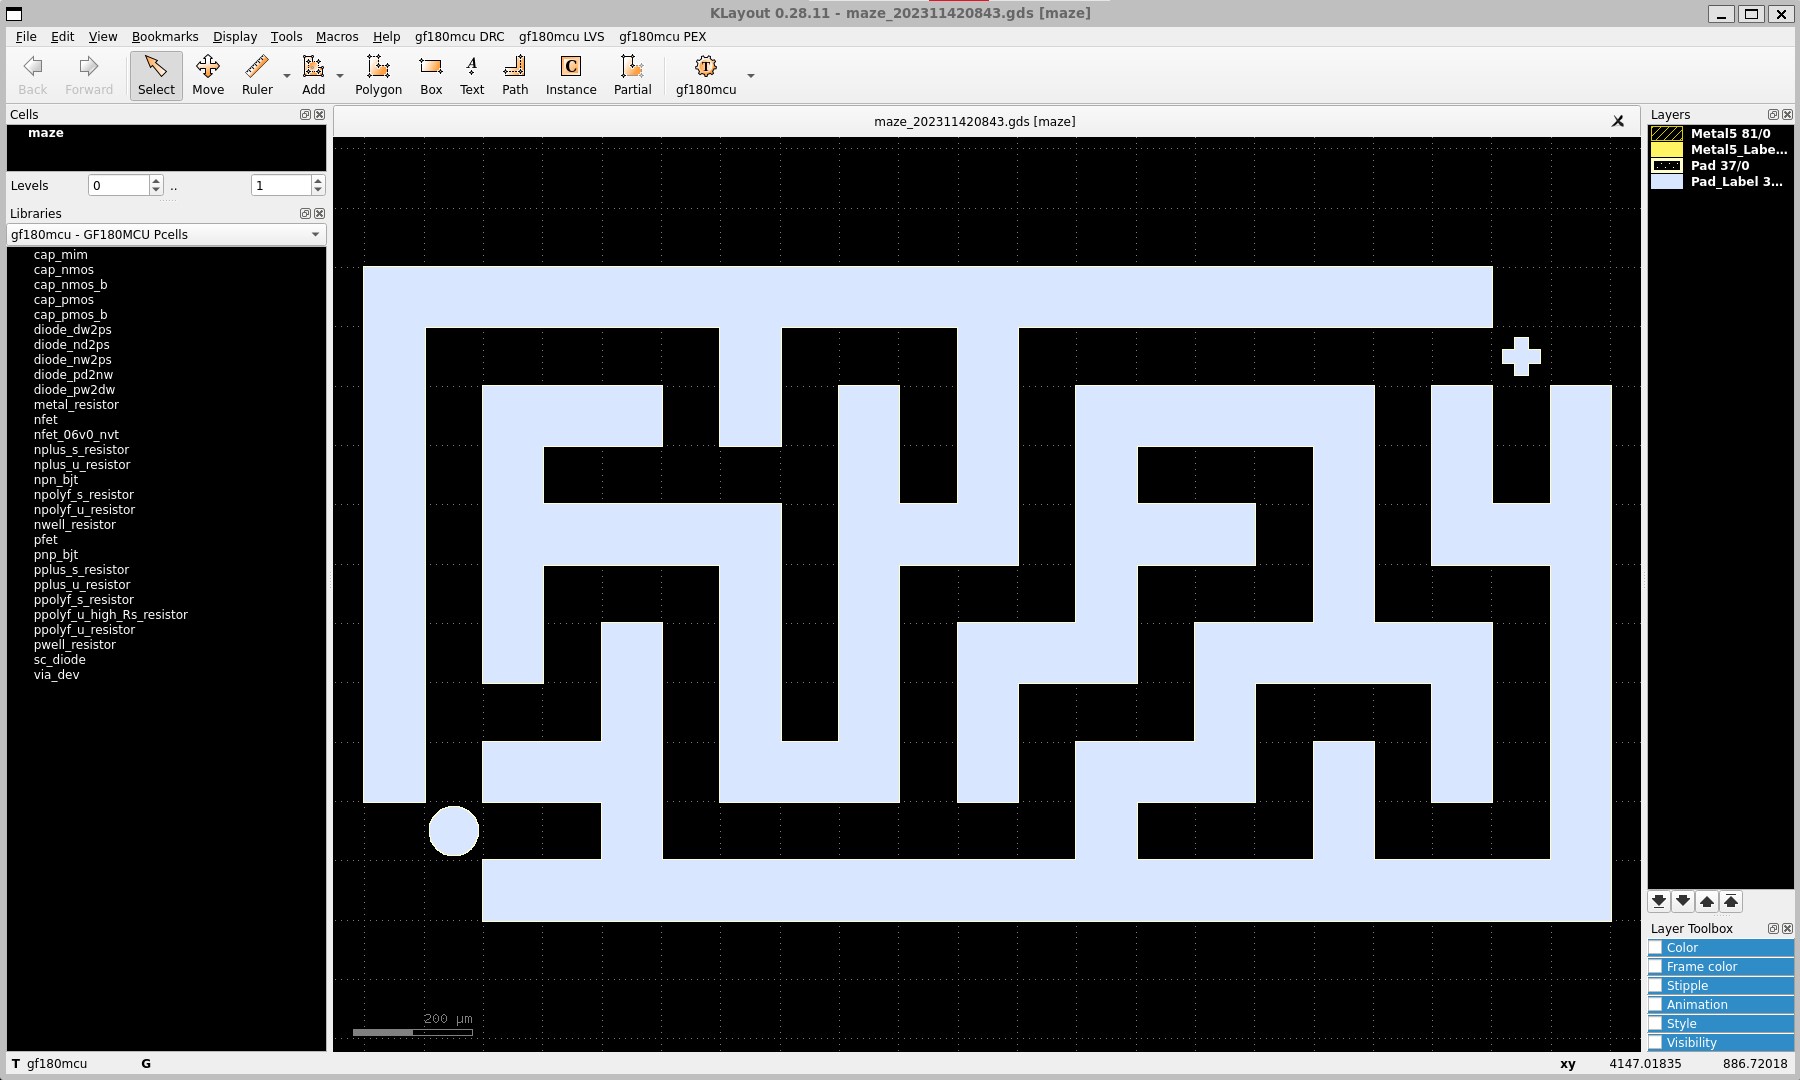 KLayout 0.28.11 - maze_202311420843.gds [maze]
File Edit View Bookmarks Display Tools Macros Help gf180mcu DRC gf180mcu LVS gf180mcu PEX
Back Forward Select Move Ruler Add Polygon Box Text Path Instance Partial gf180mcu
Cells
maze
Levels 0 .. 1
Libraries
gf180mcu - GF180MCU Pcells
cap_mim
cap_nmos
cap_nmos_b
cap_pmos
cap_pmos_b
diode_dw2ps
diode_nd2ps
diode_nw2ps
diode_pd2nw
diode_pw2dw
metal_resistor
nfet
nfet_06v0_nvt
nplus_s_resistor
nplus_u_resistor
npn_bjt
npolyf_s_resistor
npolyf_u_resistor
nwell_resistor
pfet
pnp_bjt
pplus_s_resistor
pplus_u_resistor
ppolyf_s_resistor
ppolyf_u_high_Rs_resistor
ppolyf_u_resistor
pwell_resistor
sc_diode
via_dev
maze_202311420843.gds [maze]
200 µm
Layers
Metal5 81/0
Metal5_Labe...
Pad 37/0
Pad_Label 3...
Layer Toolbox
Color
Frame color
Stipple
Animation
Style
Visibility
T gf180mcu G xy 4147.01835 886.72018